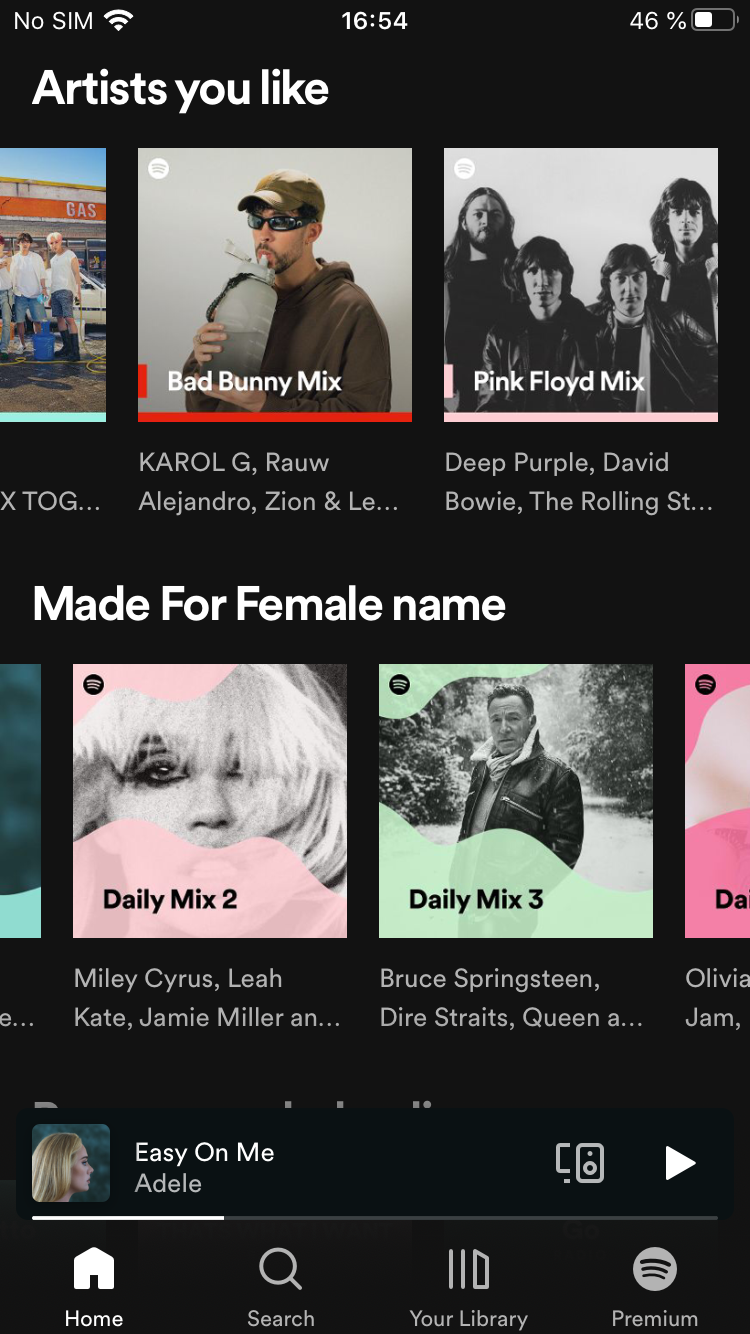 No SIM 16:54 46 %
Artists you like
GAS
Bad Bunny Mix
Pink Floyd Mix
X TOG...
KAROL G, Rauw
Alejandro, Zion & Le...
Deep Purple, David
Bowie, The Rolling St...
Made For Female name
Daily Mix 2
Daily Mix 3
Da
e...
Miley Cyrus, Leah
Kate, Jamie Miller an...
Bruce Springsteen,
Dire Straits, Queen a...
Olivia
Jam,
Easy On Me
Adele
Home
Search
Your Library
Premium